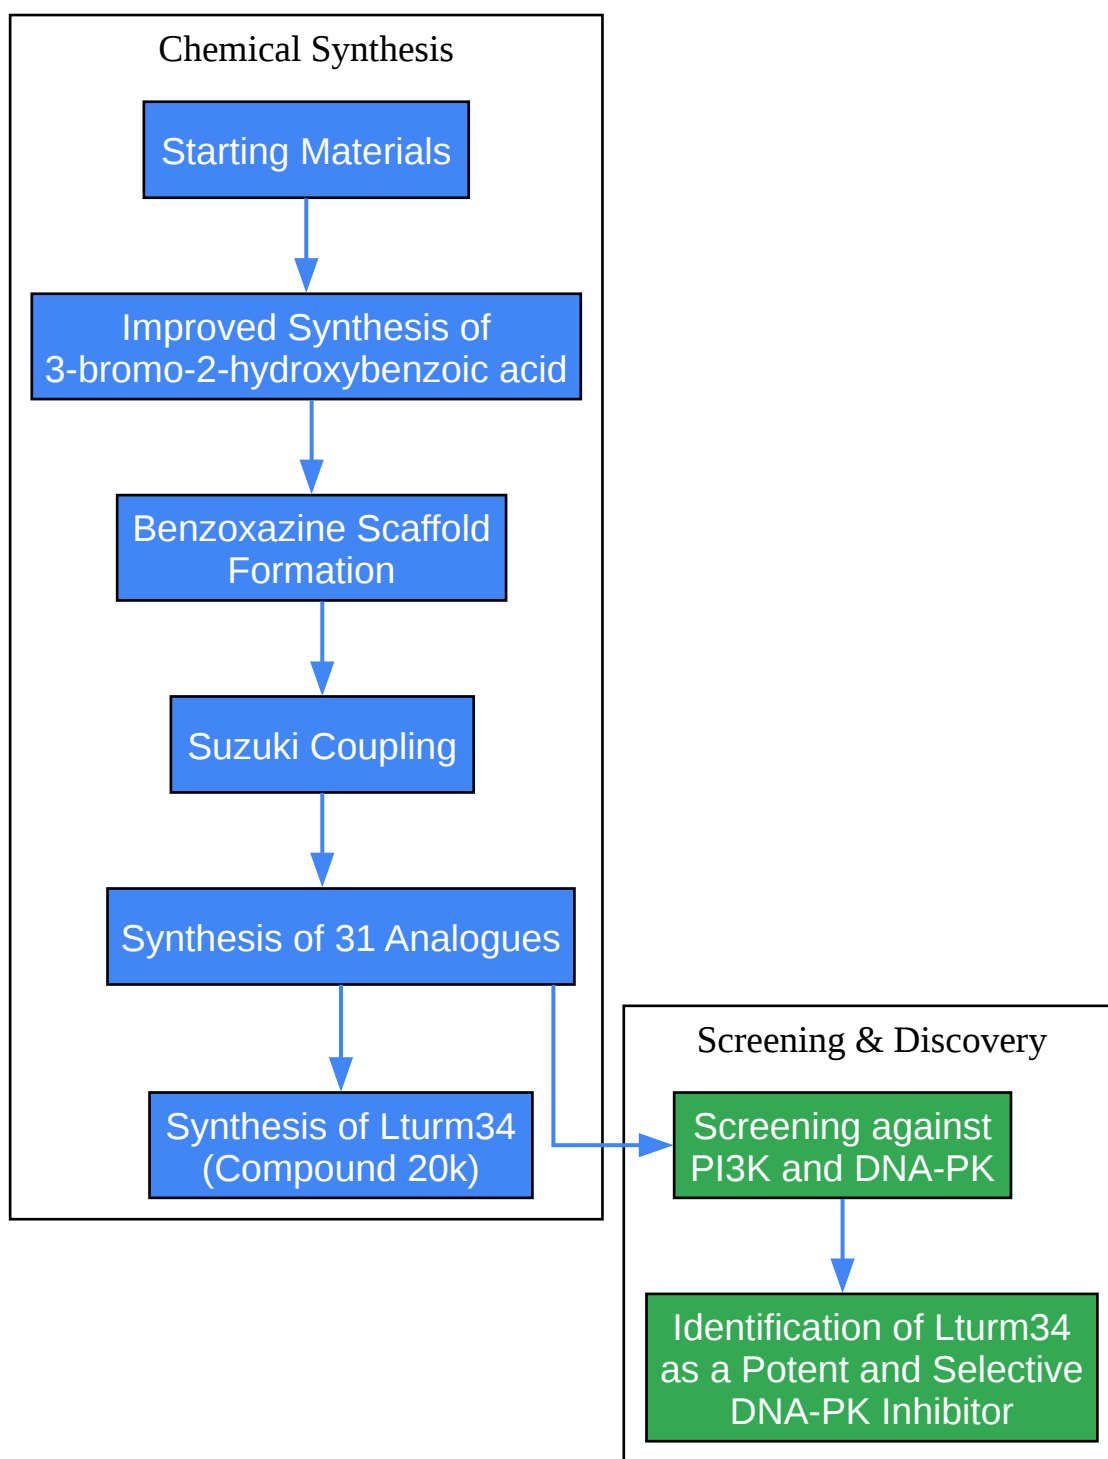 Chemical Synthesis
Starting Materials
Improved Synthesis of
3-bromo-2-hydroxybenzoic acid
Benzoxazine Scaffold
Formation
Suzuki Coupling
Synthesis of 31 Analogues
Synthesis of Lturm34
(Compound 20k)
Screening & Discovery
Screening against
PI3K and DNA-PK
Identification of Lturm34
as a Potent and Selective
DNA-PK Inhibitor